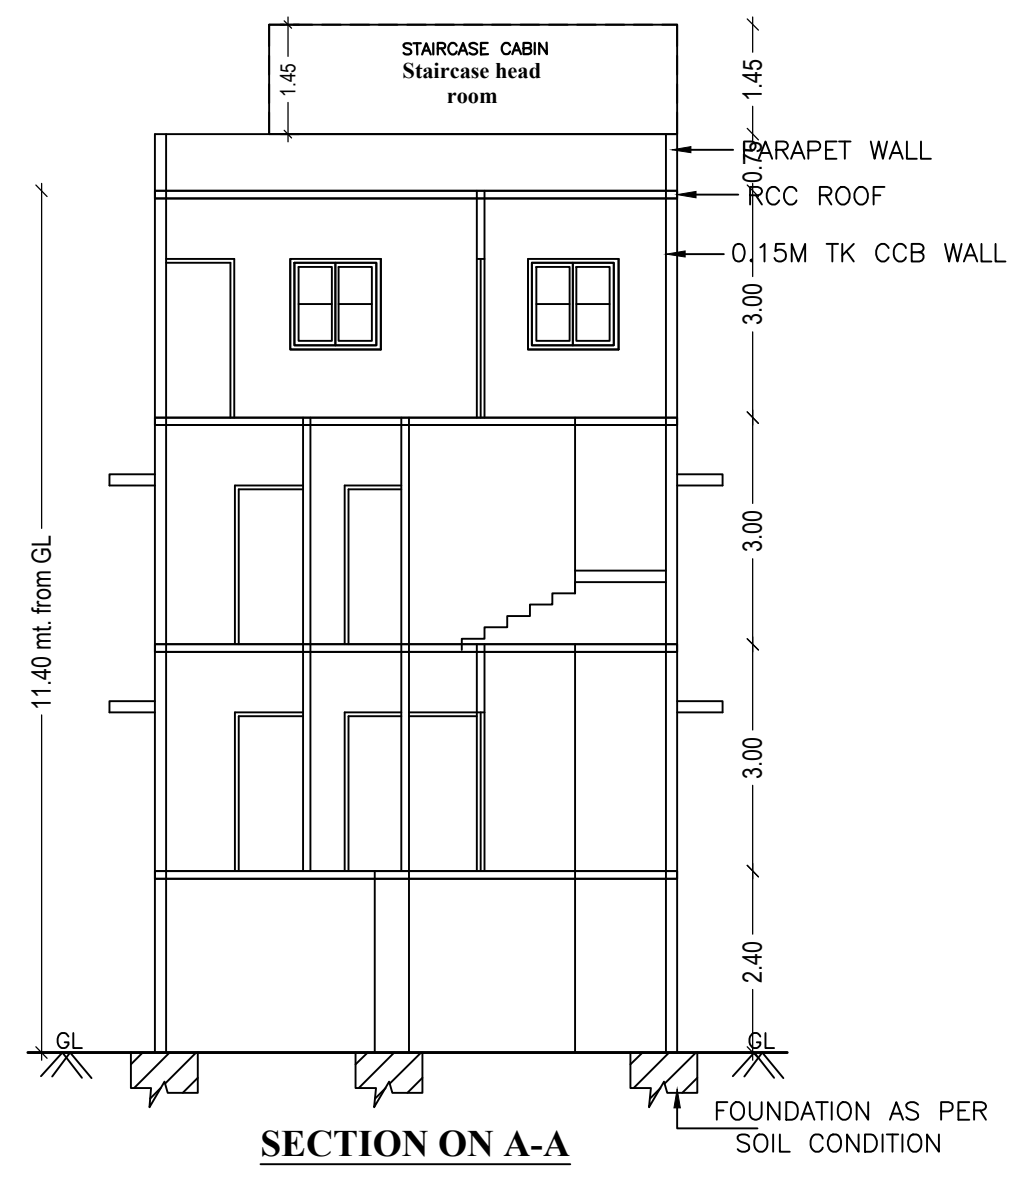 STAIRCASE CABIN
Staircase head
room
1.45
1.45
PARAPET WALL
0.75
RCC ROOF
0.15M TK CCB WALL
3.00
3.00
11.40 mt. from GL
3.00
2.40
GL
GL
FOUNDATION AS PER
SOIL CONDITION
SECTION ON A-A